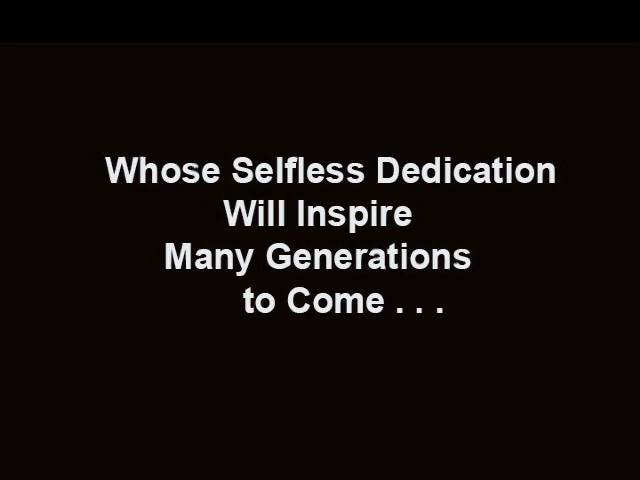 Whose Selfless Dedication
Will Inspire
Many Generations
to Come . . .